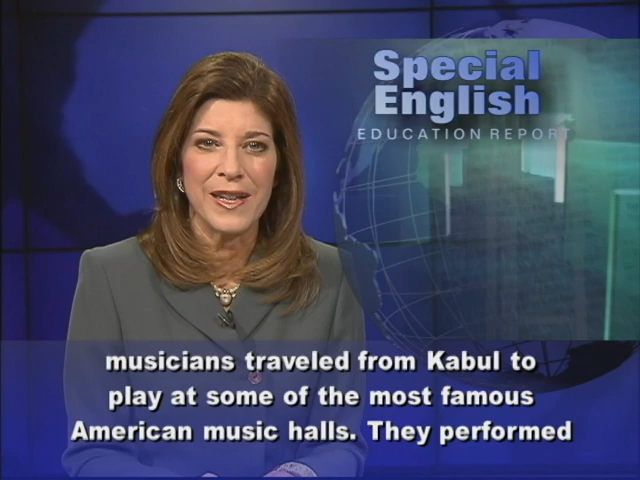 Special
English
EDUCATION REPORT
musicians traveled from Kabul to
play at some of the most famous
American music halls. They performed